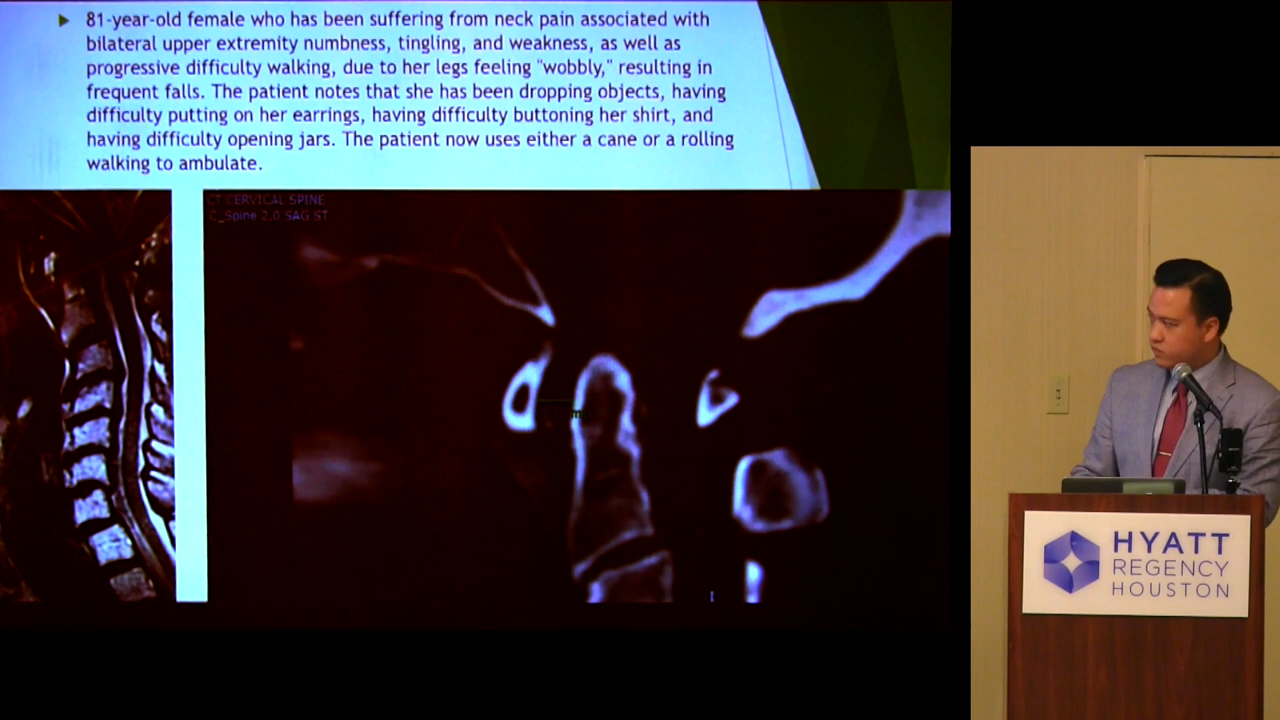 81-year-old female who has been suffering from neck pain associated with
bilateral upper extremity numbness, tingling, and weakness, as well as
progressive difficulty walking, due to her legs feeling "wobbly," resulting in
frequent falls. The patient notes that she has been dropping objects, having
difficulty putting on her earrings, having difficulty buttoning her shirt, and
having difficulty opening jars. The patient now uses either a cane or a rolling
walking to ambulate.
CT CERVICAL SPINE
C_Spine 2.0 SAG ST
HYATT
REGENCY
HOUSTON